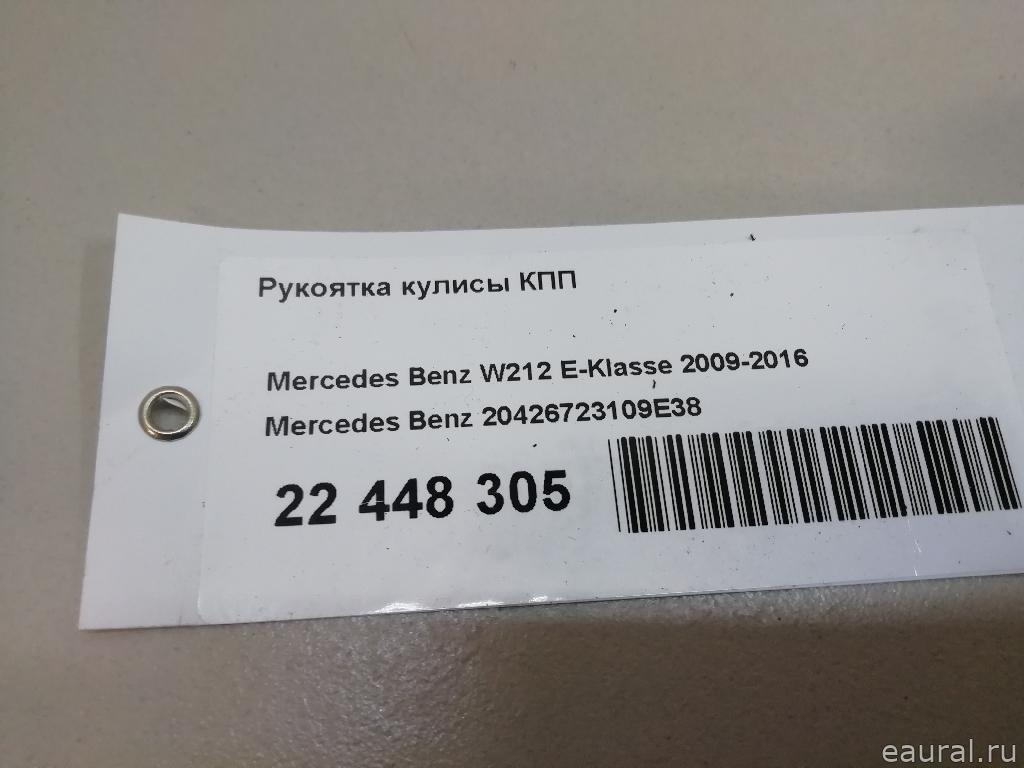 Рукоятка кулисы КПП
Mercedes Benz W212 E-Klasse 2009-2016
Mercedes Benz 20426723109E38
22 448 305
eaural.ru